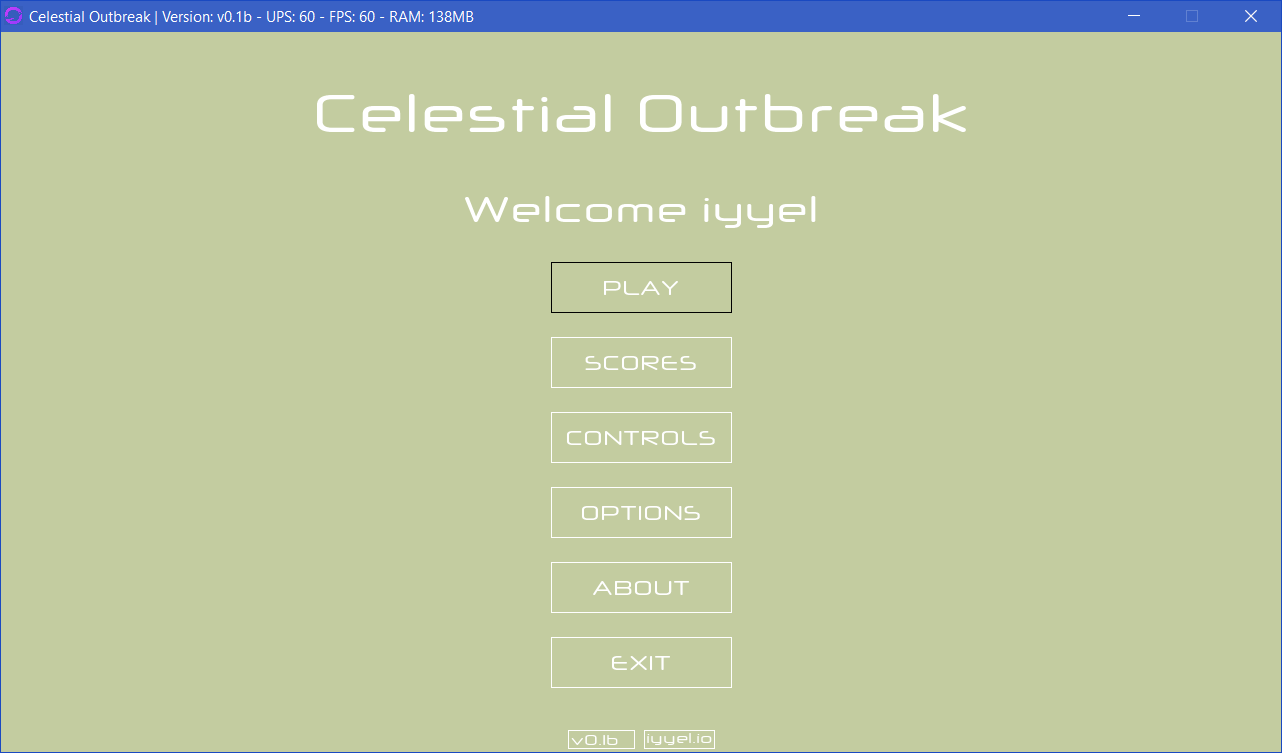 Celestial Outbreak | Version: v0.1b - UPS: 60 - FPS: 60 - RAM: 138MB
Celestial Outbreak
Welcome iyyel
PLAY
SCORES
CONTROLS
OPTIONS
ABOUT
EXIT
v0.1b iyyel.io